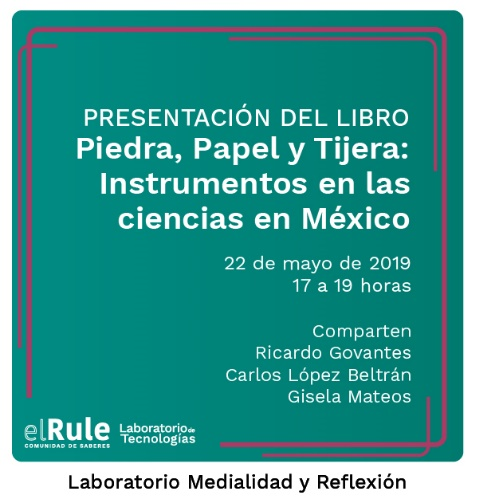 PRESENTACIÓN DEL LIBRO
Piedra, Papel y Tijera:
Instrumentos en las
ciencias en México
22 de mayo de 2019
17 a 19 horas
Comparten
Ricardo Govantes
Carlos López Beltrán
Gisela Mateos
elRule
COMUNIDAD DE SABERES
Laboratorio de
Tecnologías
Laboratorio Medialidad y Reflexión